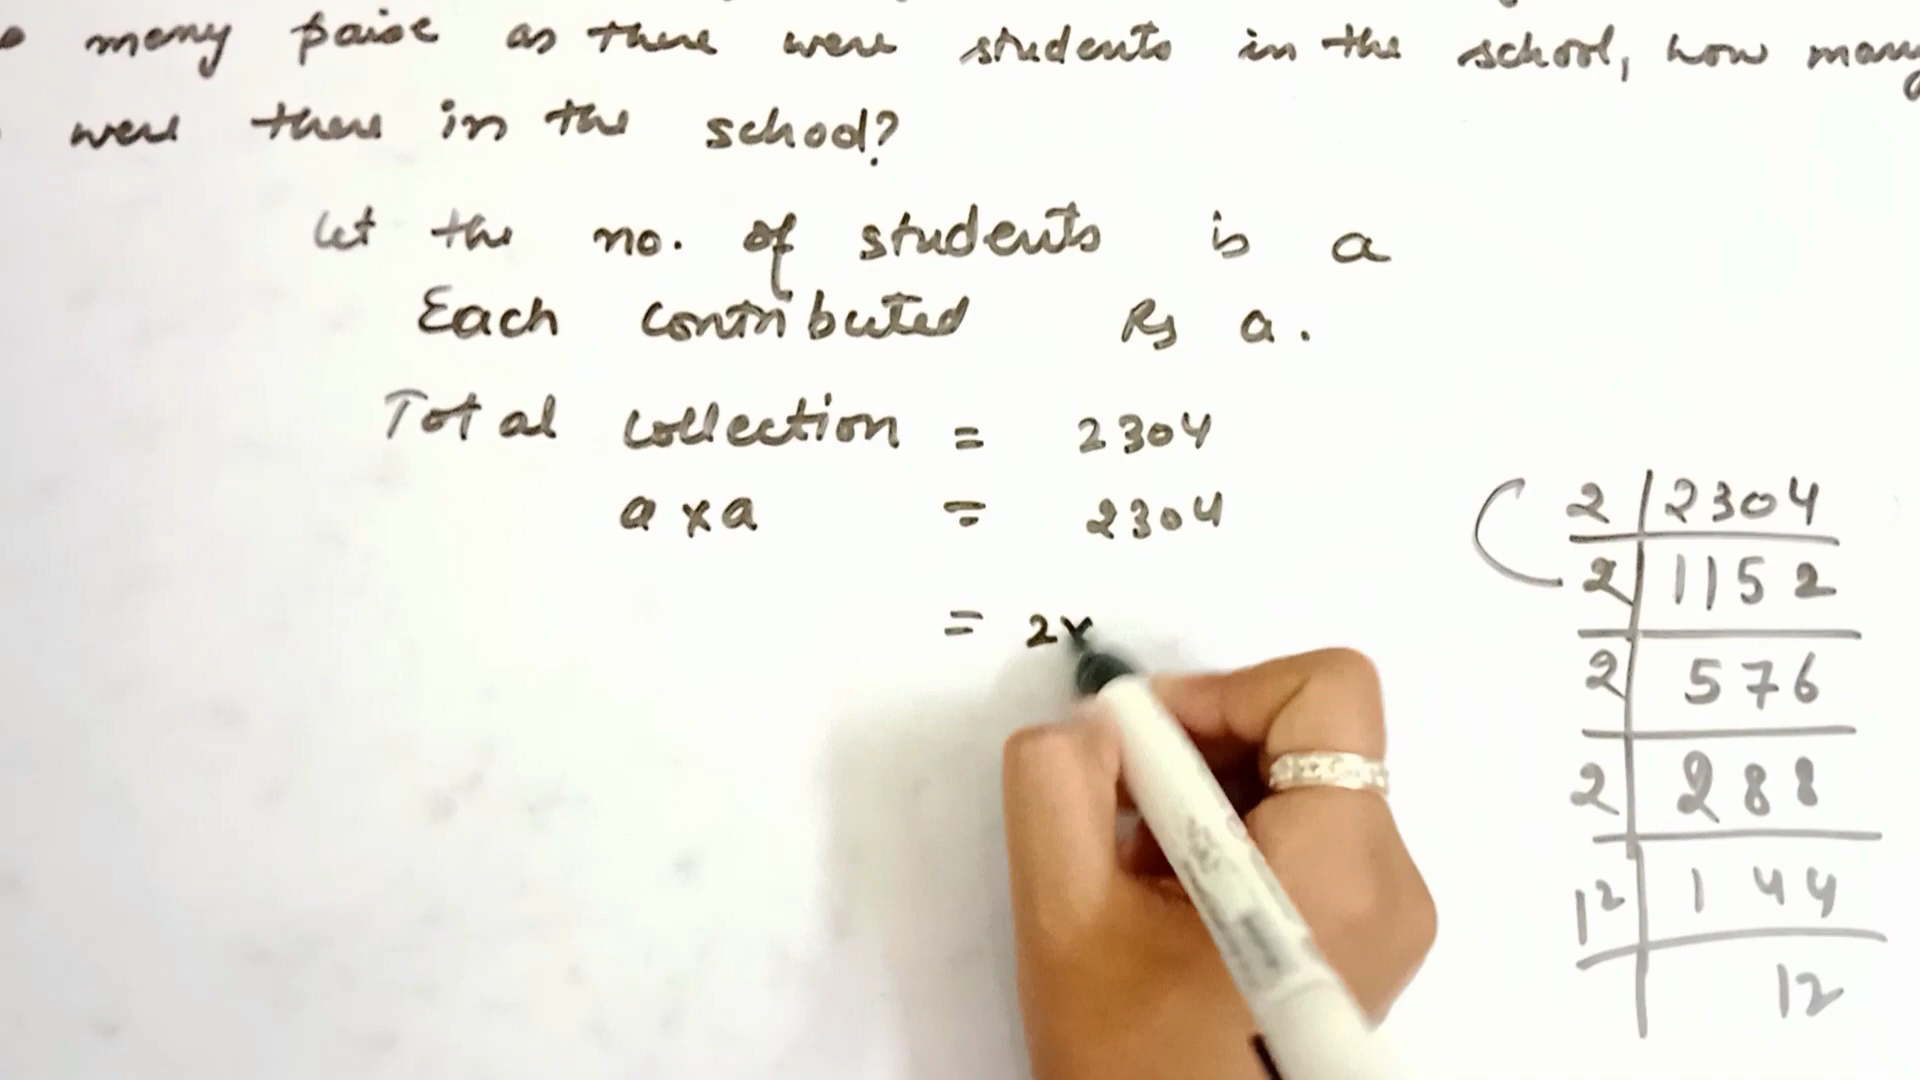 many paise as there were students in the school, how many
were there in the school?
Let the no. of students is a
Each contributed Rs a.
Total collection = 2304
a x a = 2304
= 2x
2 | 2304
2 | 1152
2 | 576
2 | 288
12 | 144
12